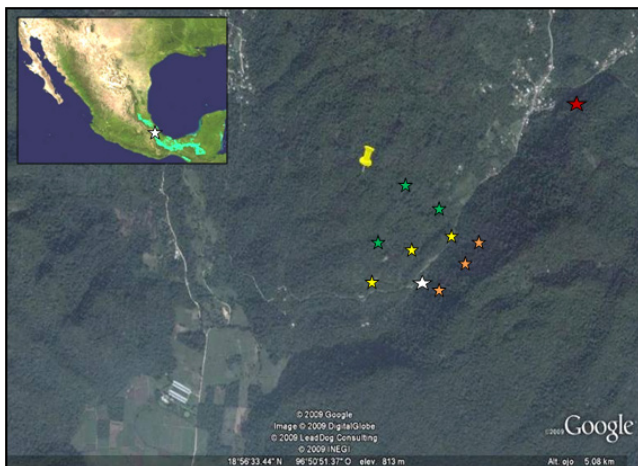 © 2009 Google
Image © 2009 DigitalGlobe
© 2009 LeadDog Consulting
© 2009 INEGI
©2009 Google
18°56'33.44" N 96°50'51.37" O elev. 813 m Alt. ojo 5.08 km